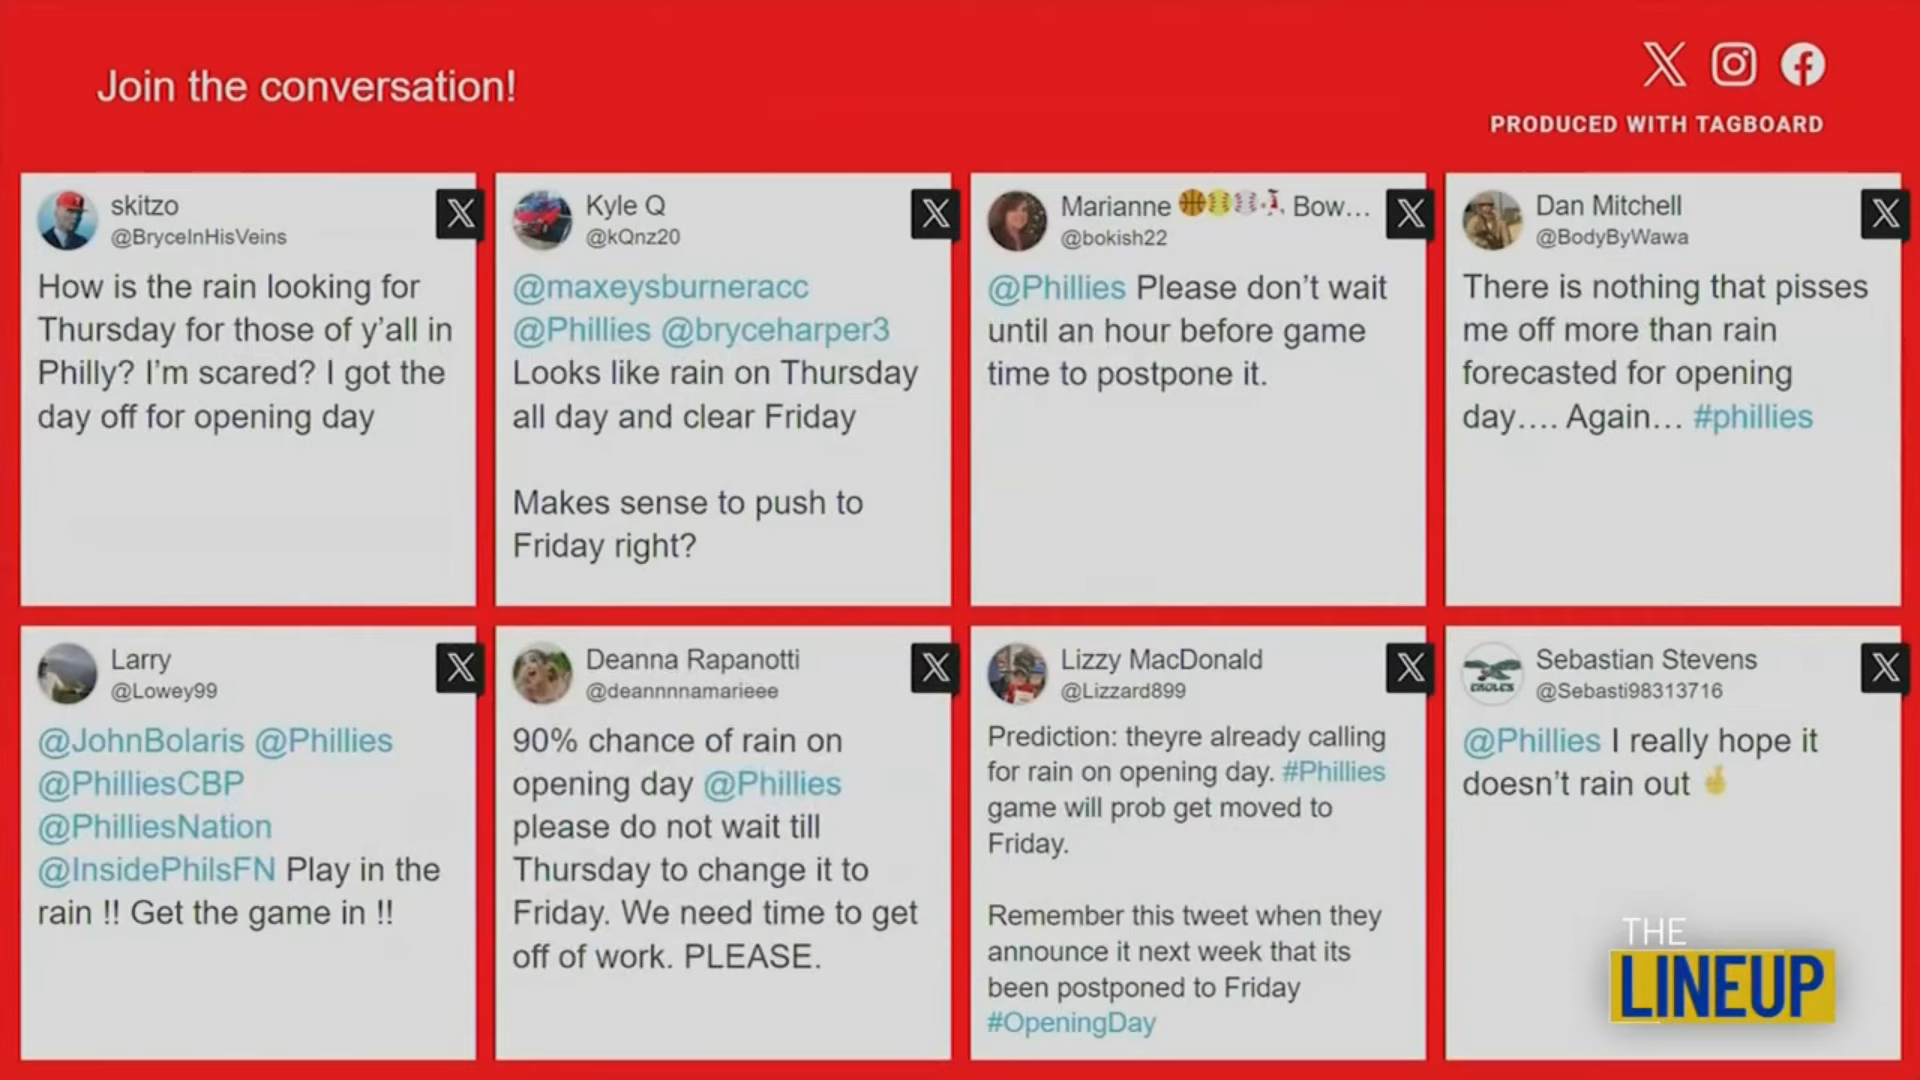 Join the conversation!
PRODUCED WITH TAGBOARD
skitzo
@BryceInHisVeins
How is the rain looking for
Thursday for those of y’all in
Philly? I’m scared? I got the
day off for opening day
Kyle Q
@kQnz20
@maxeysburneracc
@Phillies @bryceharper3
Looks like rain on Thursday
all day and clear Friday
Makes sense to push to
Friday right?
Marianne 🏀🥎⚾🤾 Bow...
@bokish22
@Phillies Please don’t wait
until an hour before game
time to postpone it.
Dan Mitchell
@BodyByWawa
There is nothing that pisses
me off more than rain
forecasted for opening
day.... Again... #phillies
Larry
@Lowey99
@JohnBolaris @Phillies
@PhilliesCBP
@PhilliesNation
@InsidePhilsFN Play in the
rain !! Get the game in !!
Deanna Rapanotti
@deannnnamarieee
90% chance of rain on
opening day @Phillies
please do not wait till
Thursday to change it to
Friday. We need time to get
off of work. PLEASE.
Lizzy MacDonald
@Lizzard899
Prediction: theyre already calling
for rain on opening day. #Phillies
game will prob get moved to
Friday.
Remember this tweet when they
announce it next week that its
been postponed to Friday
#OpeningDay
Sebastian Stevens
@Sebasti98313716
@Phillies I really hope it
doesn’t rain out 🤞
EAGLES
THE
LINEUP